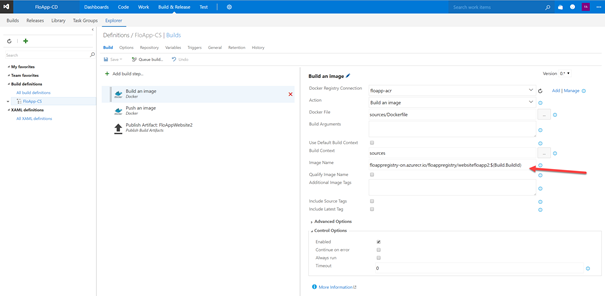 FloApp-CD
Dashboards Code Work Build & Release Test
Search work items
Builds Releases Library Task Groups Explorer
Definitions / FloApp-CS | Builds
Build Options Repository Variables Triggers General Retention History
Search
Save Queue build... Undo
My favorites
Team favorites
Build definitions
All build definitions
FloApp-CS
XAML definitions
All XAML definitions
Add build step...
Build an image
Docker
Push an image
Docker
Publish Artifact: FloAppWebsite2
Publish Build Artifacts
Build an image
Version 0.*
Docker Registry Connection floapp-acr Add | Manage
Action Build an image
Docker File sources/Dockerfile ...
Build Arguments
Use Default Build Context
Build Context sources ...
Image Name floappregistry-on.azurecr.io/floappregistry/websitefloapp2:$(Build.BuildId)
Qualify Image Name
Additional Image Tags
Include Source Tags
Include Latest Tag
Advanced Options
Control Options
Enabled
Continue on error
Always run
Timeout 0
More Information